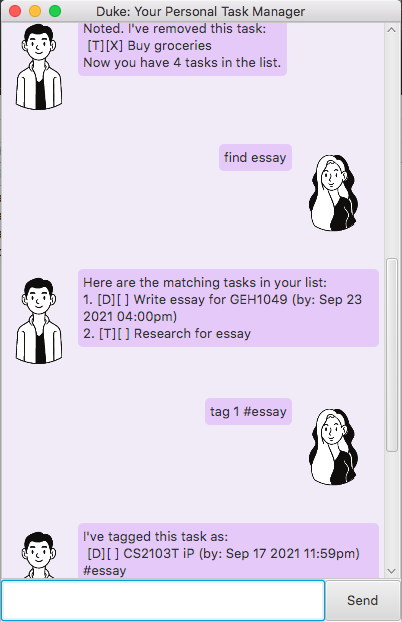 Duke: Your Personal Task Manager
Noted. I've removed this task:
[T][X] Buy groceries
Now you have 4 tasks in the list.
find essay
Here are the matching tasks in your list:
1. [D][ ] Write essay for GEH1049 (by: Sep 23
2021 04:00pm)
2. [T][ ] Research for essay
tag 1 #essay
I've tagged this task as:
[D][ ] CS2103T iP (by: Sep 17 2021 11:59pm)
#essay
Send